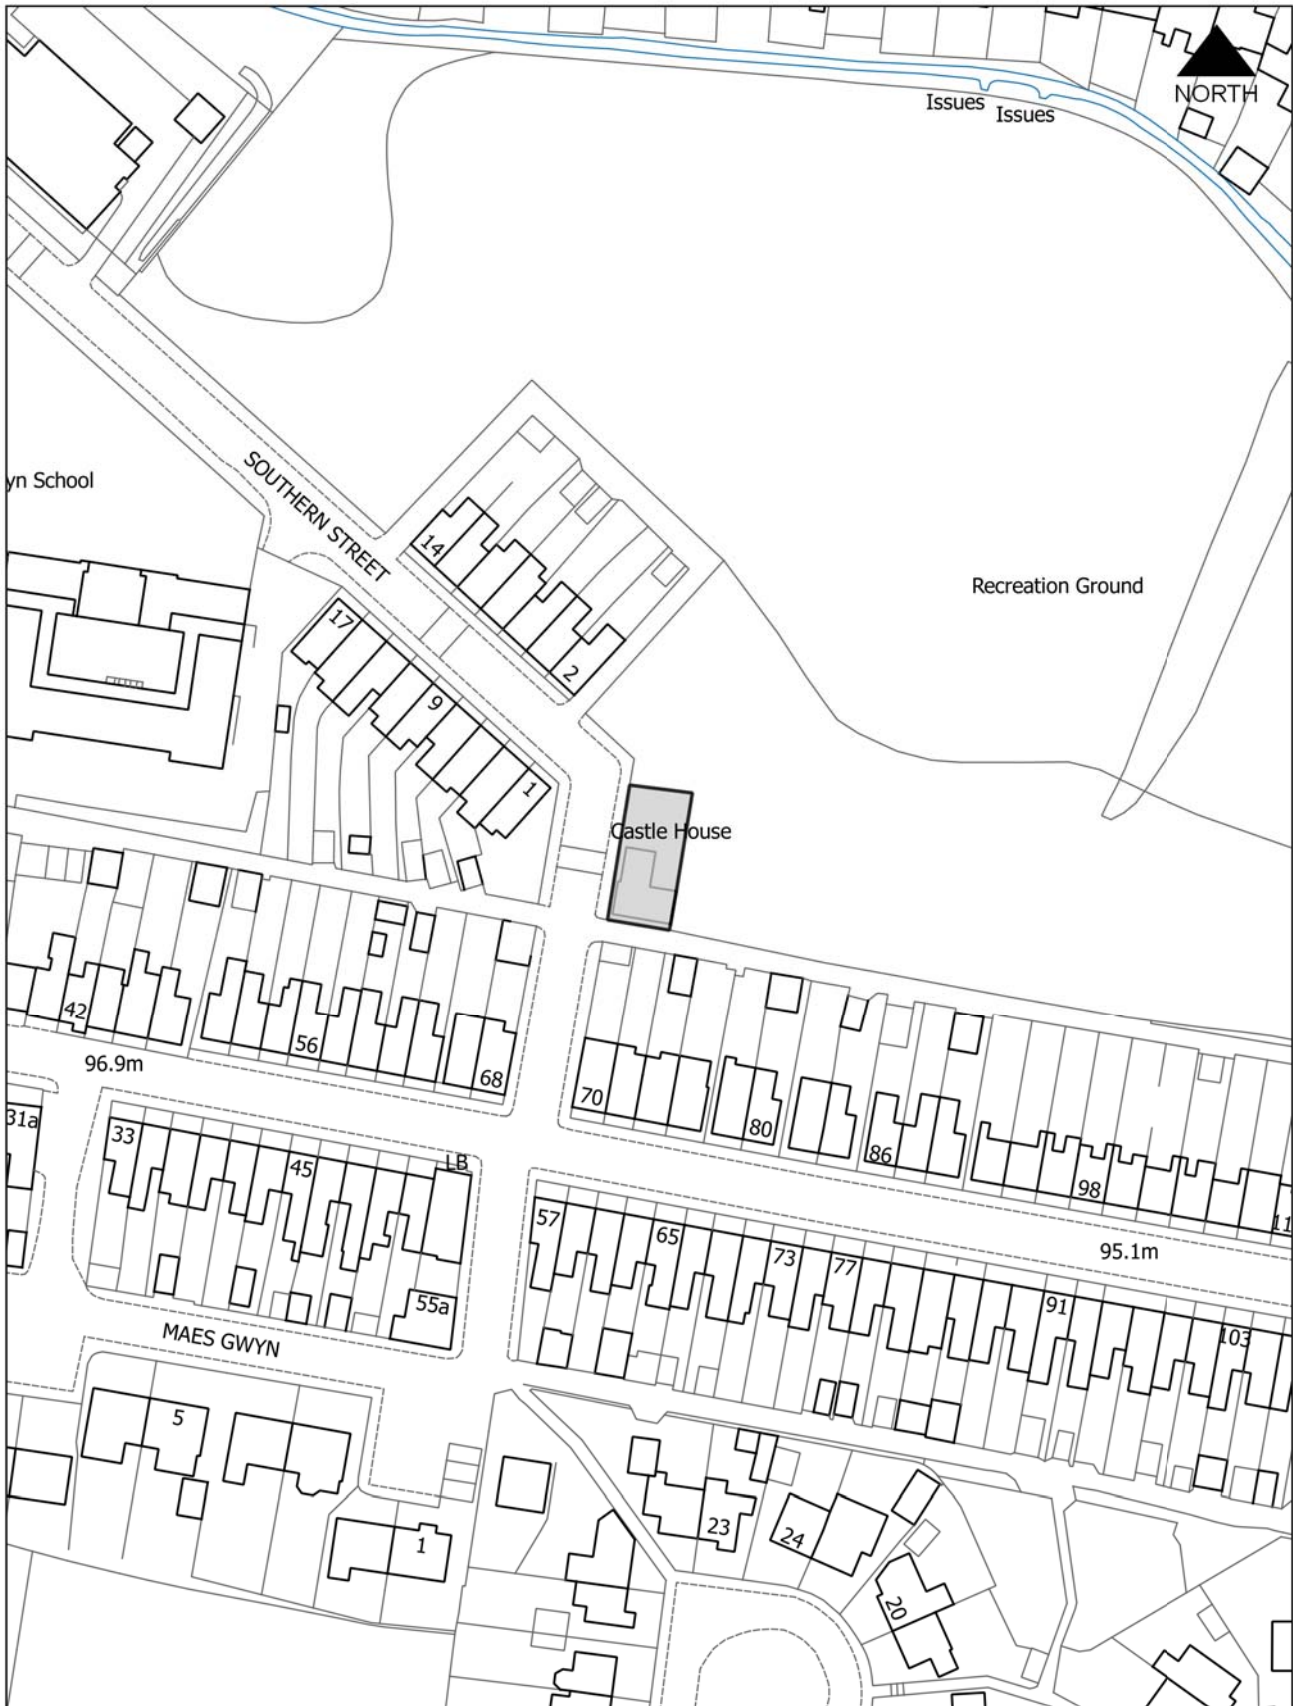 NORTH
Issues
Issues
SOUTHERN STREET
yn School
14
Recreation Ground
17
2
9
1
Castle House
42
56
68
96.9m
70
80
86
98
31a
33
45
LB
11
57
65
73
77
95.1m
55a
91
103
MAES GWYN
5
23
24
1
20